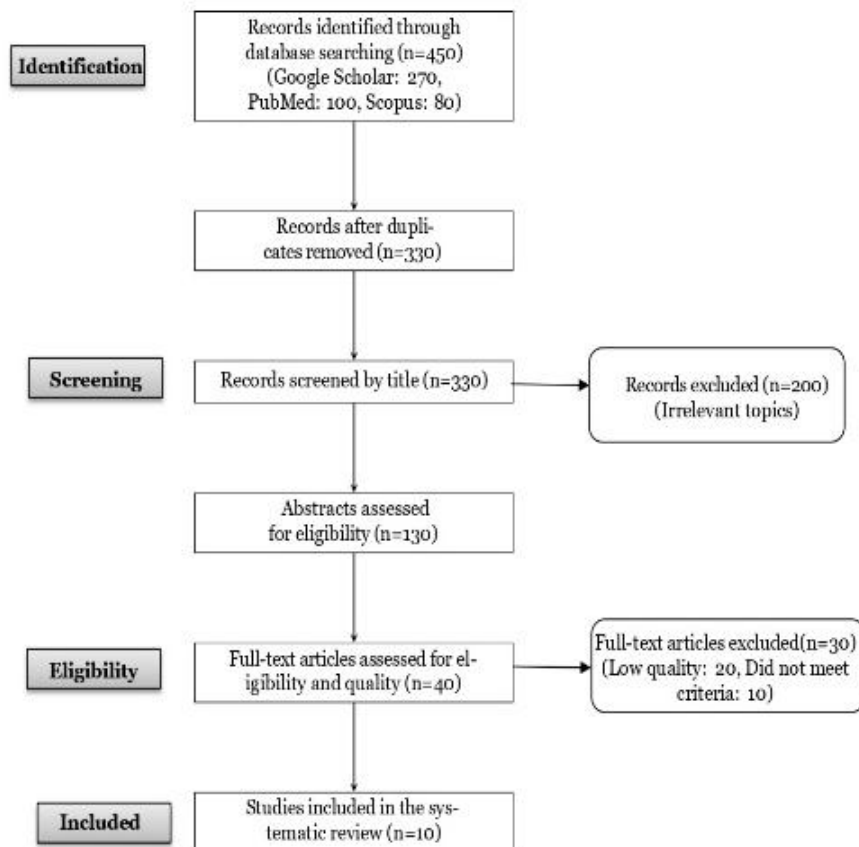 Identification
Records identified through
database searching (n=450)
(Google Scholar: 270,
PubMed: 100, Scopus: 80)
Records after dupli-
cates removed (n=330)
Screening
Records screened by title (n=330)
Records excluded (n=200)
(Irrelevant topics)
Abstracts assessed
for eligibility (n=130)
Eligibility
Full-text articles assessed for el-
igibility and quality (n=40)
Full-text articles excluded(n=30)
(Low quality: 20, Did not meet
criteria: 10)
Included
Studies included in the sys-
tematic review (n=10)